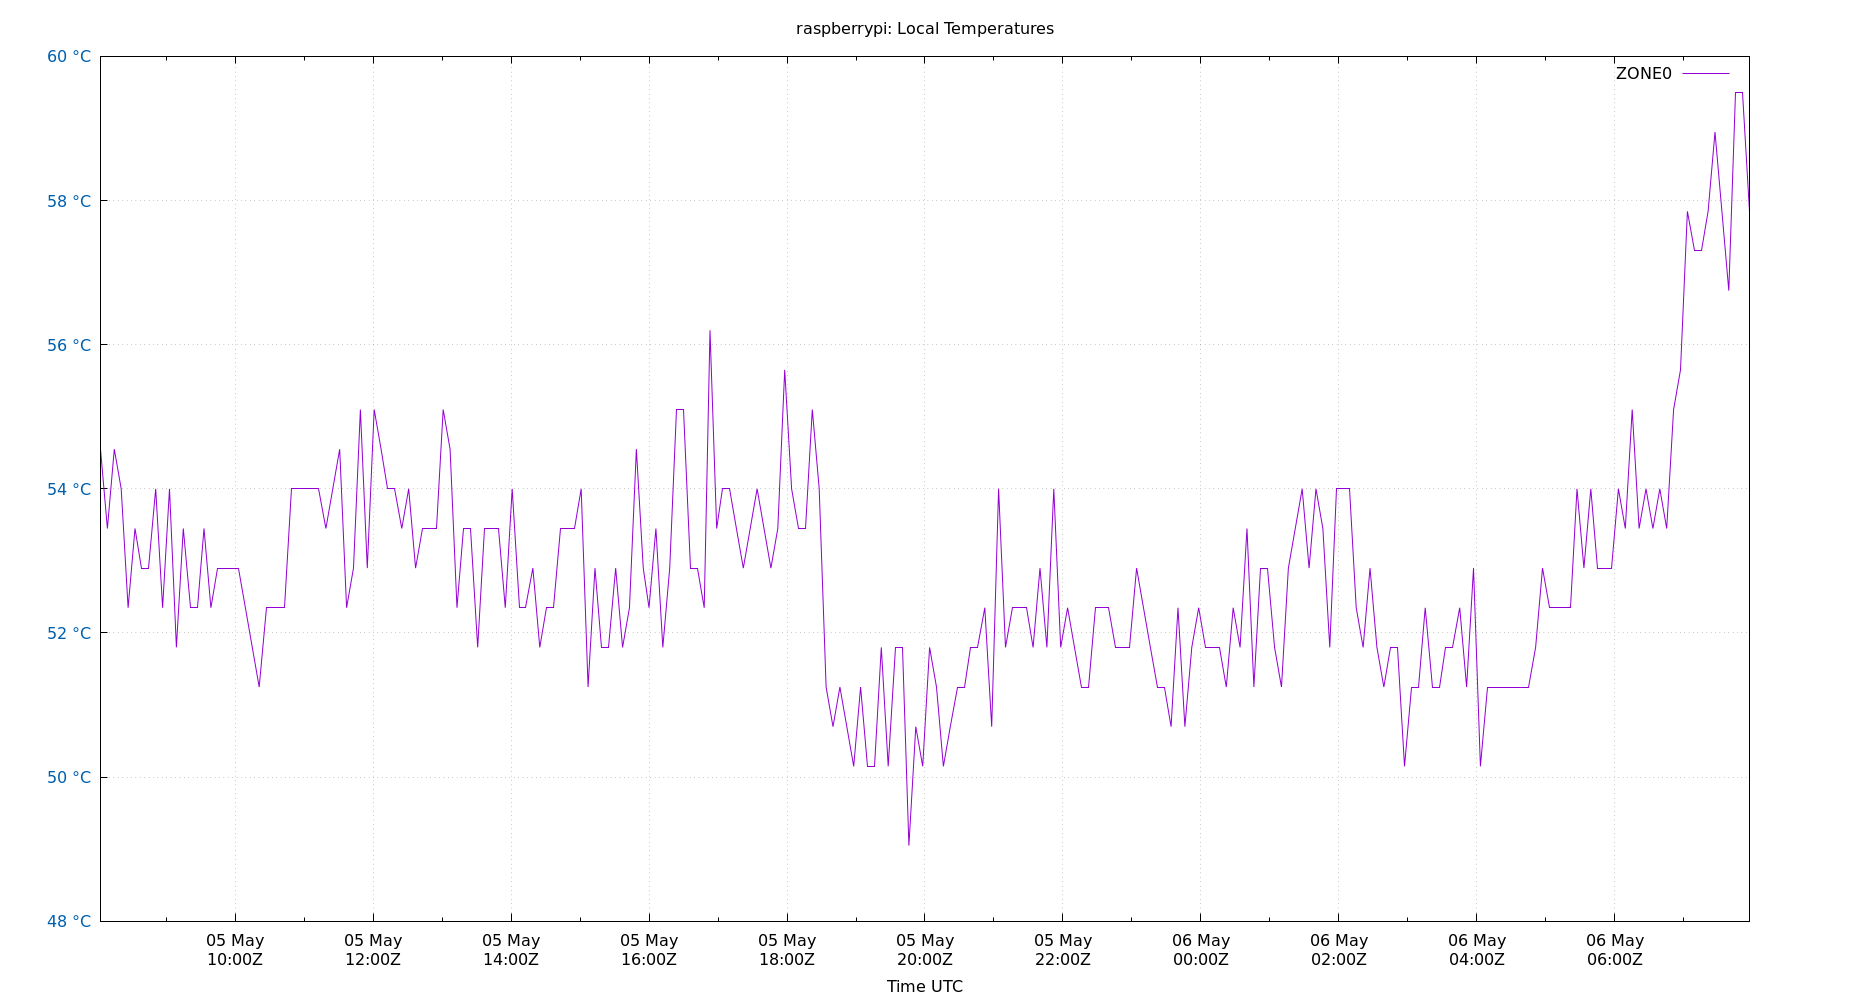 raspberrypi: Local Temperatures
60 °C
ZONE0
58 °C
56 °C
54 °C
52 °C
50 °C
48 °C
05 May 05 May 05 May 05 May 05 May 05 May 05 May 06 May 06 May 06 May 06 May
10:00Z 12:00Z 14:00Z 16:00Z 18:00Z 20:00Z 22:00Z 00:00Z 02:00Z 04:00Z 06:00Z
Time UTC